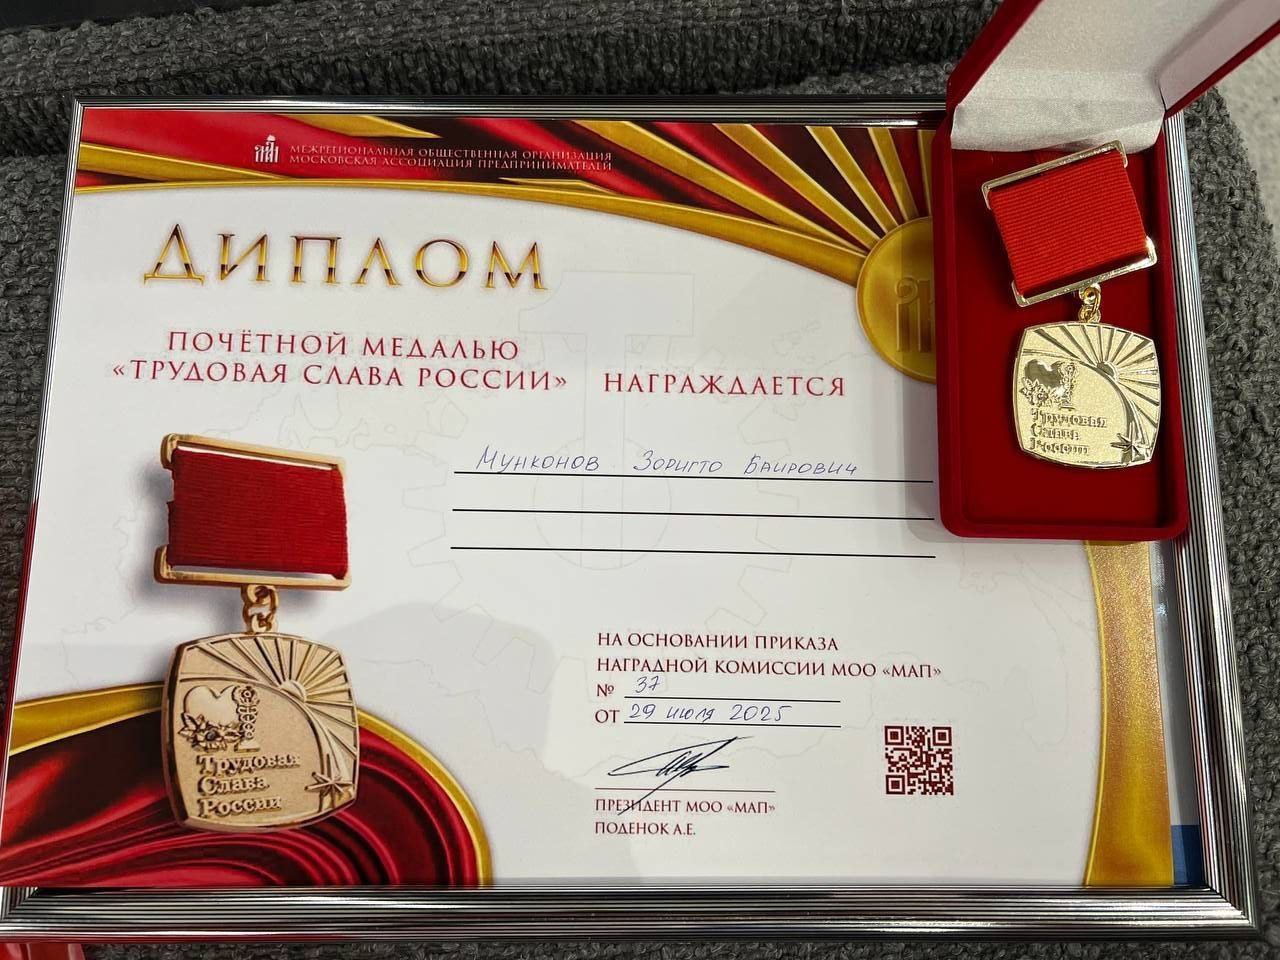 МЕЖРЕГИОНАЛЬНАЯ ОБЩЕСТВЕННАЯ ОРГАНИЗАЦИЯ
МОСКОВСКАЯ АССОЦИАЦИЯ ПРЕДПРИНИМАТЕЛЕЙ
ДИПЛОМ
ПОЧЁТНОЙ МЕДАЛЬЮ
«ТРУДОВАЯ СЛАВА РОССИИ» НАГРАЖДАЕТСЯ
Мунконов Зоригто Баирович
Трудовая
Слава
России
Трудовая
Слава
России
НА ОСНОВАНИИ ПРИКАЗА
НАГРАДНОЙ КОМИССИИ МОО «МАП»
№ 37
ОТ 29 июля 2025
ПРЕЗИДЕНТ МОО «МАП»
ПОДЕНОК А.Е.